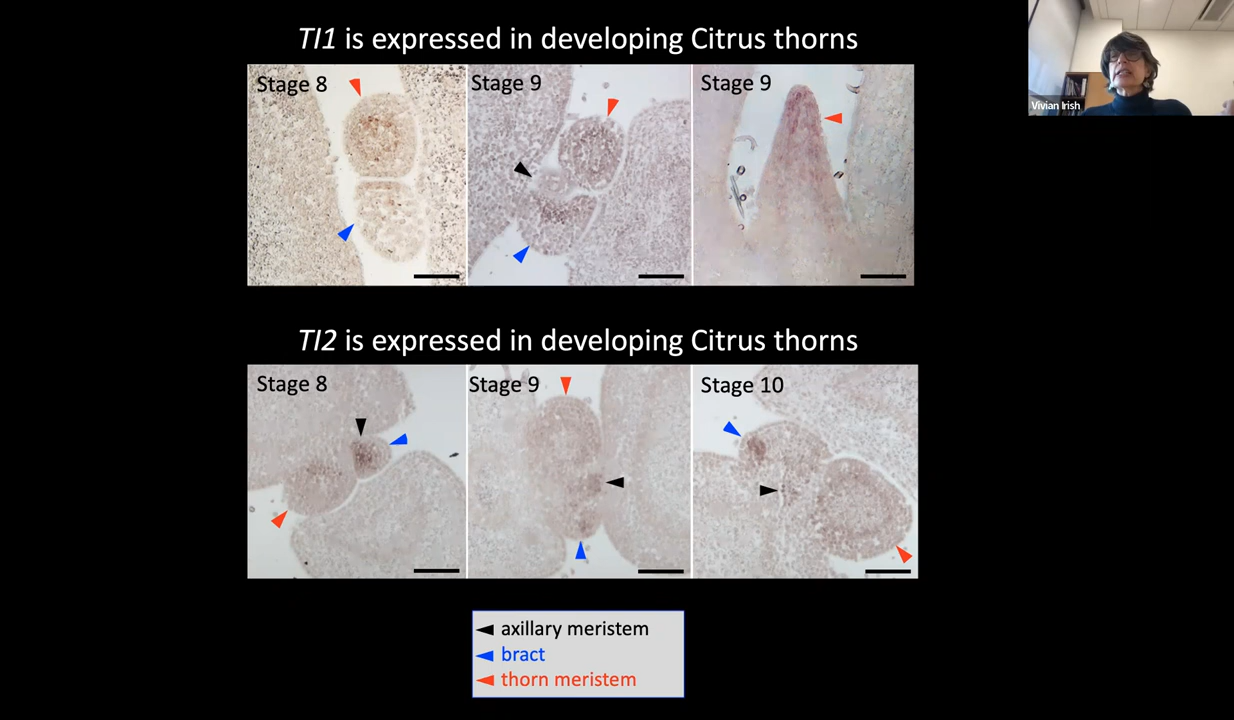 TI1 is expressed in developing Citrus thorns
Stage 8
Stage 9
Stage 9
Vivian Irish
TI2 is expressed in developing Citrus thorns
Stage 8
Stage 9
Stage 10
axillary meristem
bract
thorn meristem